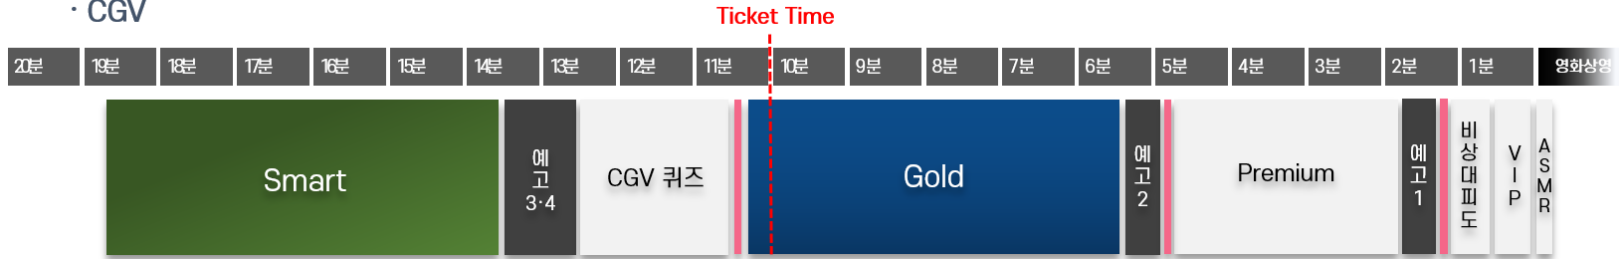 · CGV
Ticket Time
20분 19분 18분 17분 16분 15분 14분 13분 12분 11분 10분 9분 8분 7분 6분 5분 4분 3분 2분 1분 영화상영
Smart
예고 3·4
CGV 퀴즈
Gold
예고 2
Premium
예고 1
비상대피도
VIP
ASMR